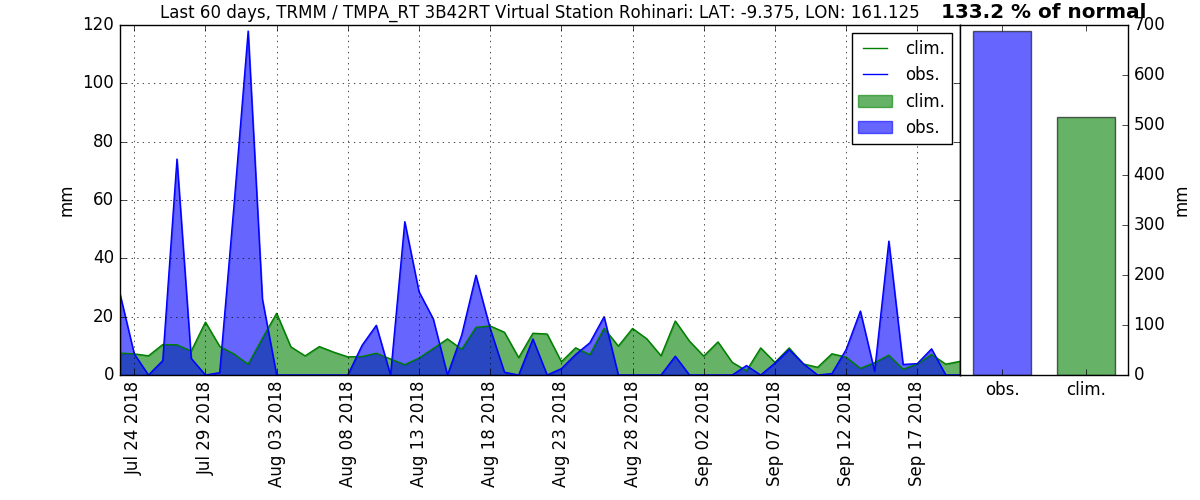 Last 60 days, TRMM / TMPA_RT 3B42RT Virtual Station Rohinari: LAT: -9.375, LON: 161.125
133.2 % of normal
120
100
80
60
40
20
0
mm
clim.
obs.
clim.
obs.
Jul 24 2018
Jul 29 2018
Aug 03 2018
Aug 08 2018
Aug 13 2018
Aug 18 2018
Aug 23 2018
Aug 28 2018
Sep 02 2018
Sep 07 2018
Sep 12 2018
Sep 17 2018
700
600
500
400
300
200
100
0
mm
obs.
clim.